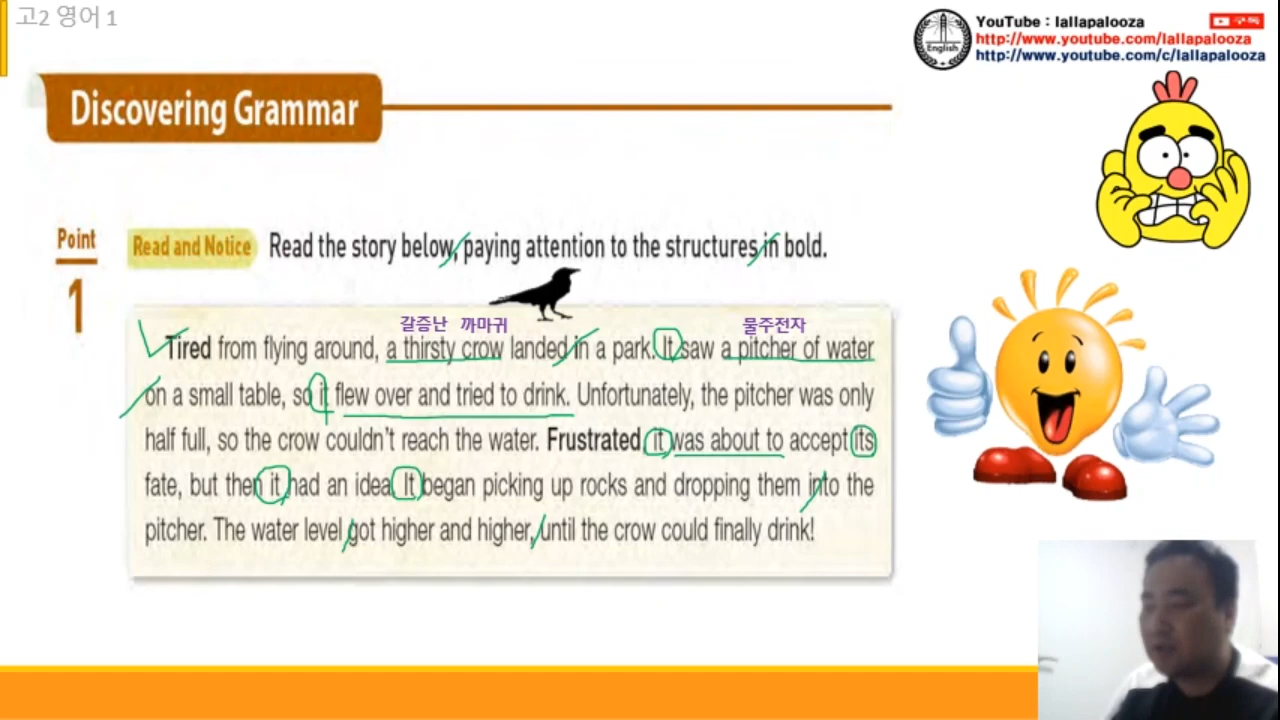 고2 영어 1
YouTube : lallapalooza
구독
http://www.youtube.com/lallapalooza
http://www.youtube.com/c/lallapalooza
English
Discovering Grammar
Point
1
Read and Notice Read the story below, paying attention to the structures in bold.
갈증난 까마귀 물주전자
Tired from flying around, a thirsty crow landed in a park. It saw a pitcher of water
on a small table, so it flew over and tried to drink. Unfortunately, the pitcher was only
half full, so the crow couldn't reach the water. Frustrated, it was about to accept its
fate, but then it had an idea. It began picking up rocks and dropping them into the
pitcher. The water level got higher and higher, until the crow could finally drink!